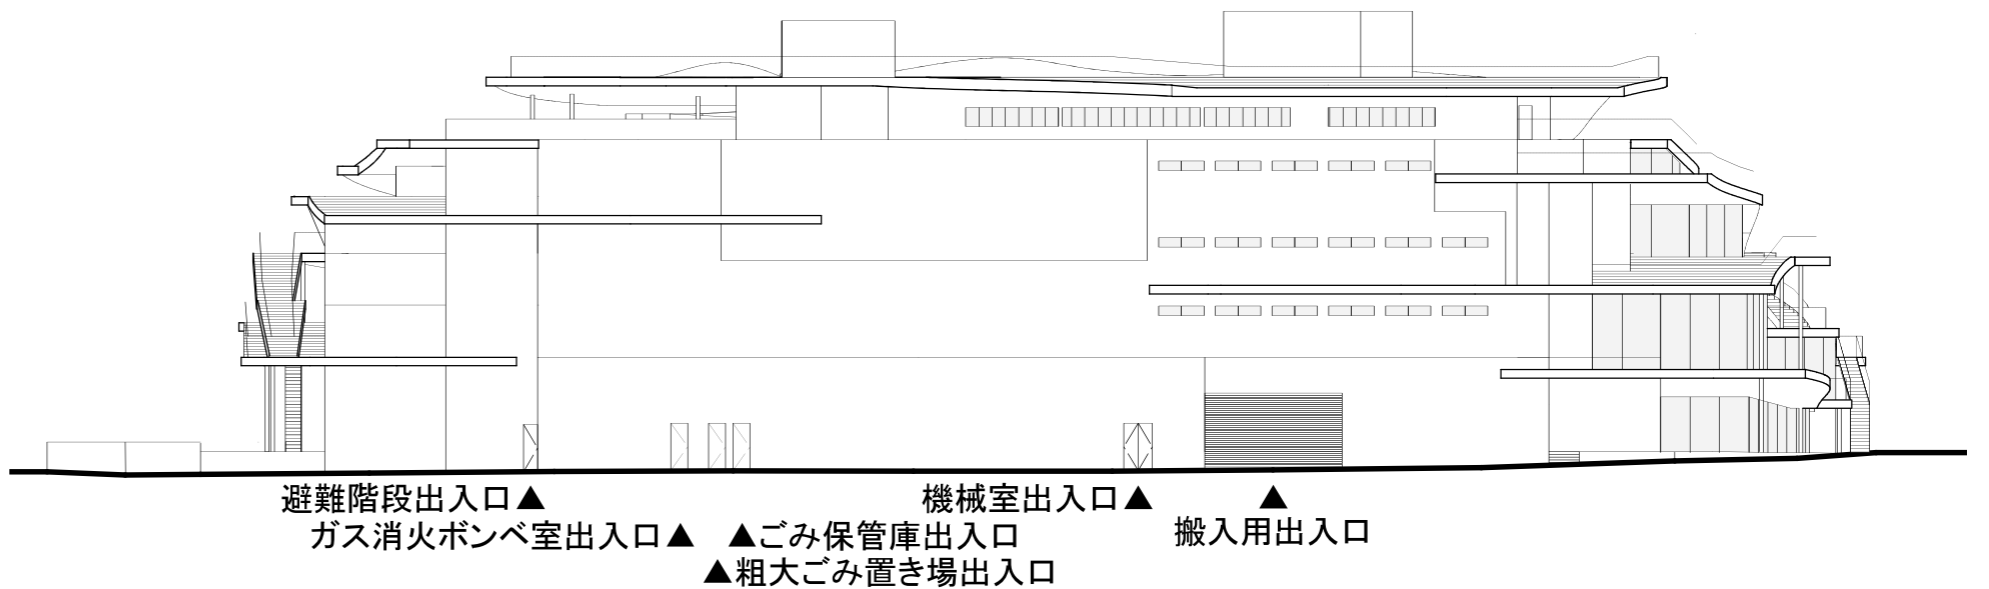 避難階段出入口▲
機械室出入口▲
▲
搬入用出入口
ガス消火ボンベ室出入口▲
▲ごみ保管庫出入口
▲粗大ごみ置き場出入口